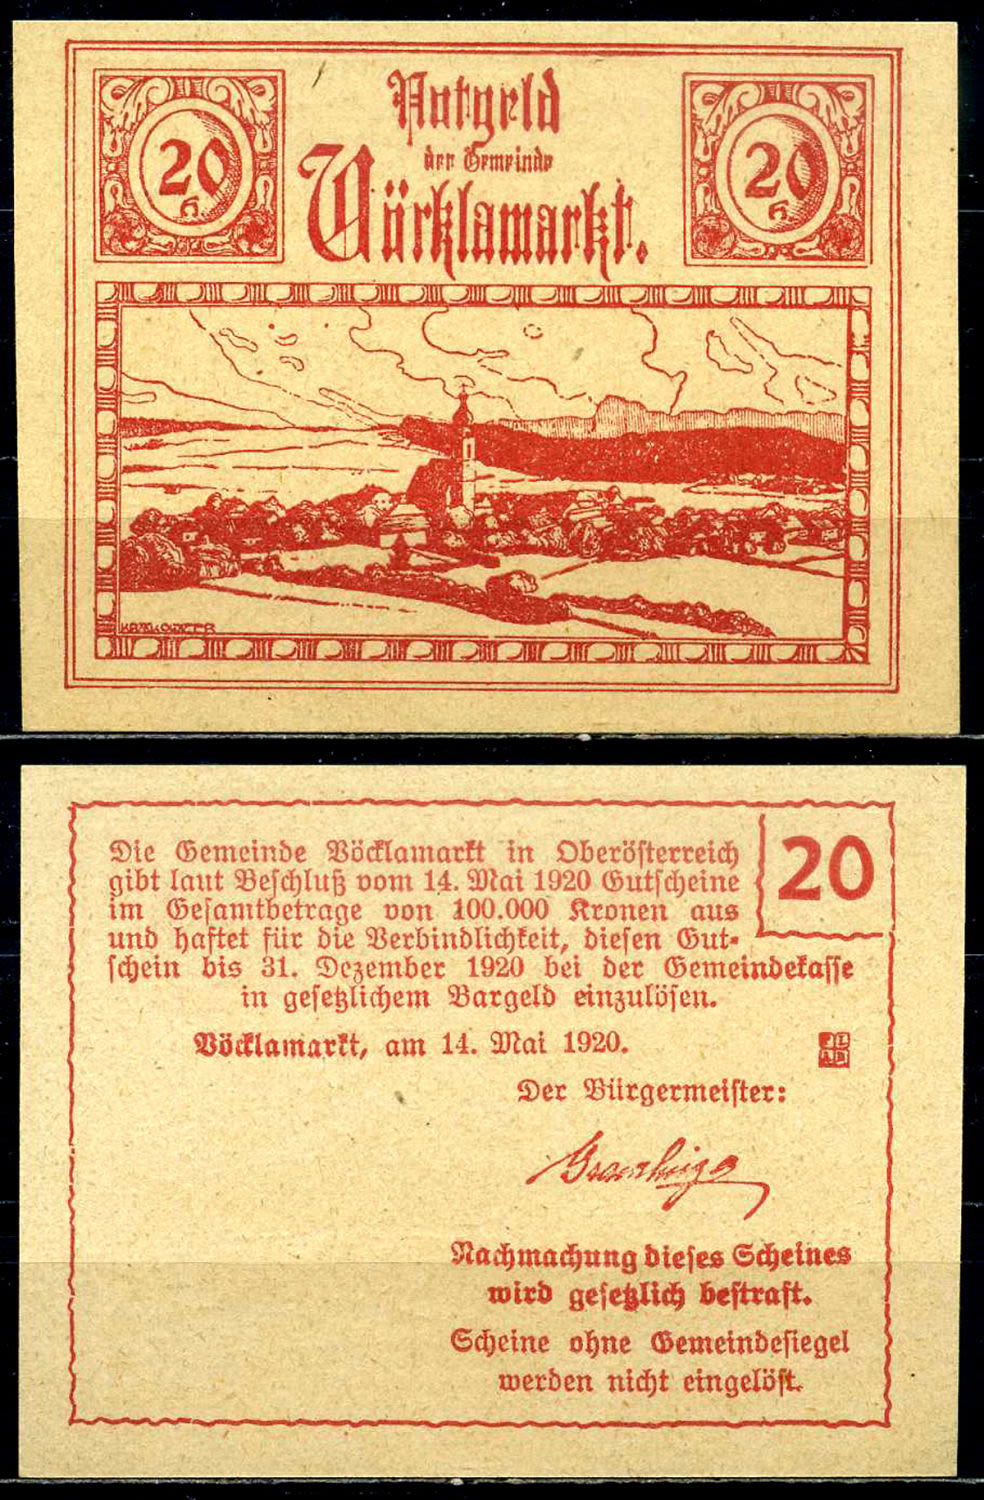 Notgeld
der Gemeinde
Vöcklamarkt.
20
H
20
H
Die Gemeinde Vöcklamarkt in Oberösterreich
gibt laut Beschluß vom 14. Mai 1920 Gutscheine
im Gesamtbetrage von 100.000 Kronen aus
und haftet für die Verbindlichkeit, diesen Gut-
schein bis 31. Dezember 1920 bei der Gemeindekasse
in gesetzlichem Bargeld einzulösen.
20
Vöcklamarkt, am 14. Mai 1920.
Der Bürgermeister:
Nachmachung dieses Scheines
wird gesetzlich bestraft.
Scheine ohne Gemeindesiegel
werden nicht eingelöst.